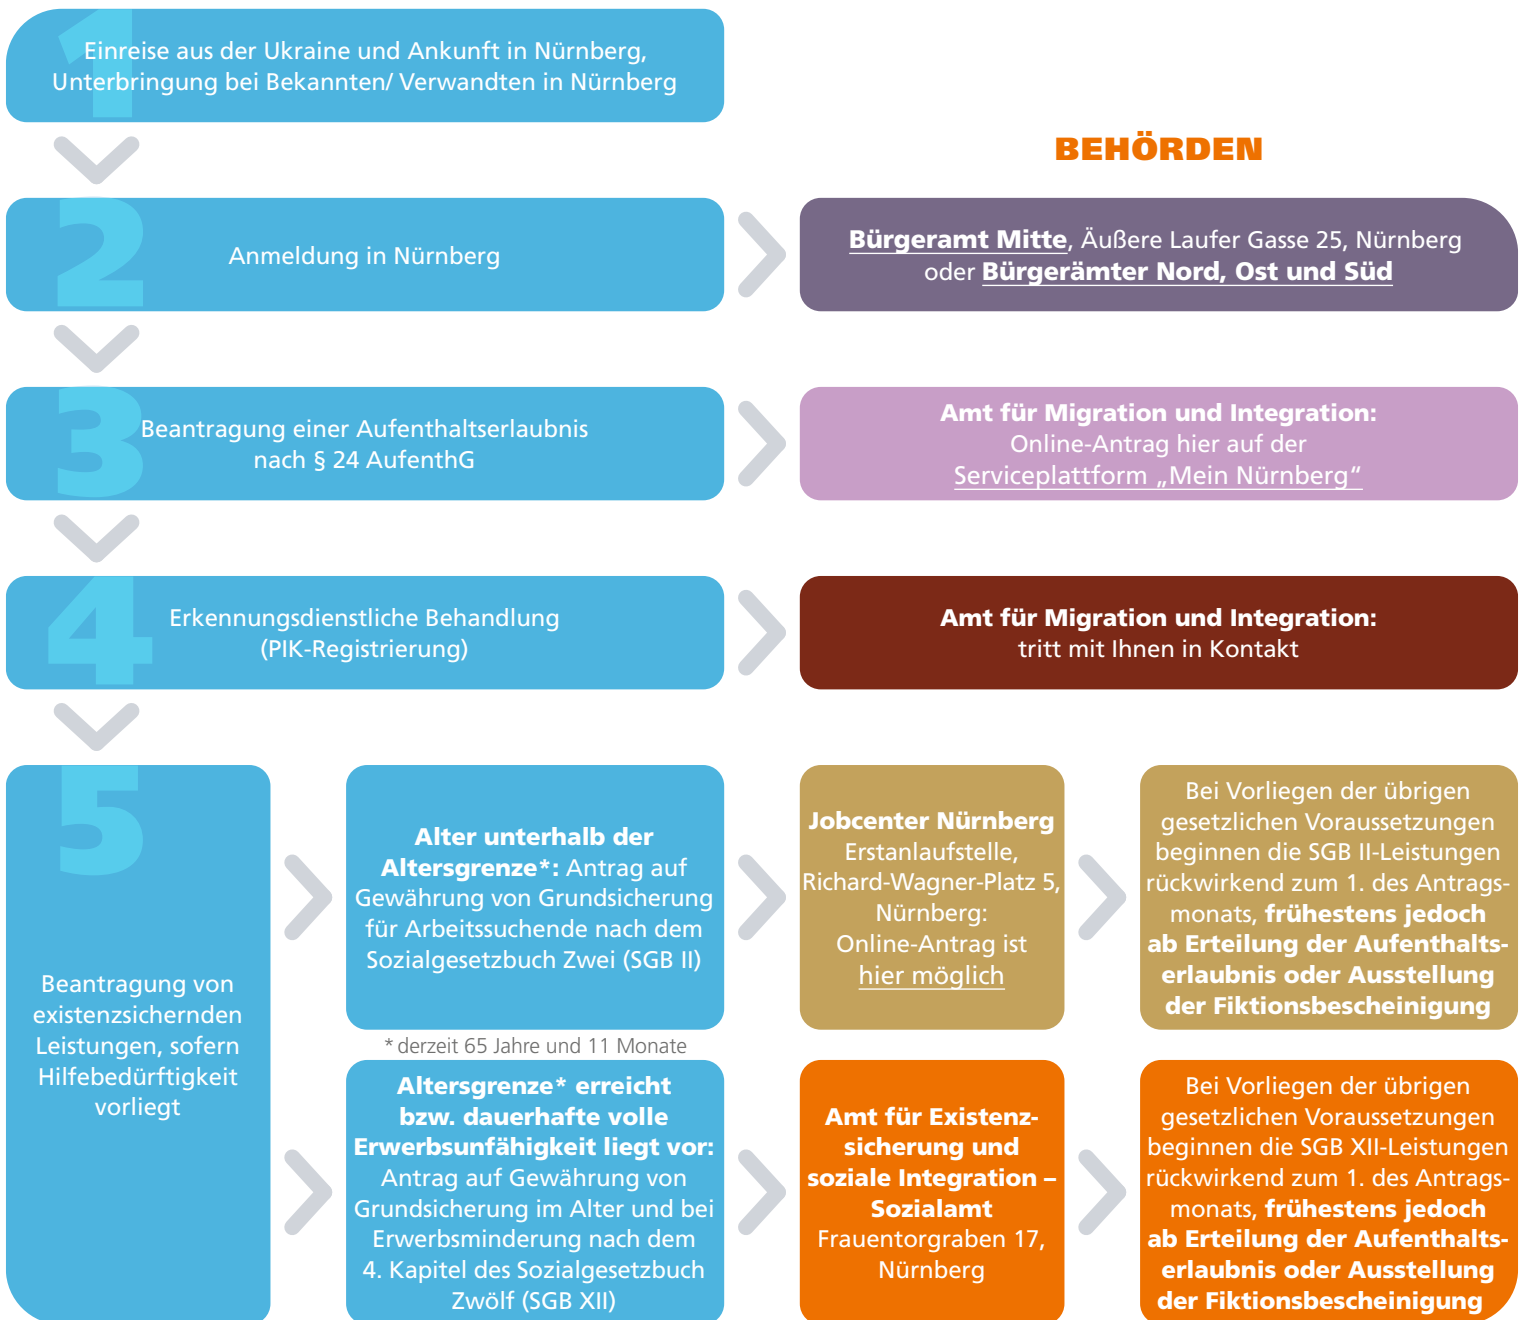 1
Einreise aus der Ukraine und Ankunft in Nürnberg,
Unterbringung bei Bekannten/ Verwandten in Nürnberg
BEHÖRDEN
2
Anmeldung in Nürnberg
Bürgeramt Mitte, Äußere Laufer Gasse 25, Nürnberg
oder Bürgerämter Nord, Ost und Süd
3
Beantragung einer Aufenthaltserlaubnis
nach § 24 AufenthG
Amt für Migration und Integration:
Online-Antrag hier auf der
Serviceplattform „Mein Nürnberg“
4
Erkennungsdienstliche Behandlung
(PIK-Registrierung)
Amt für Migration und Integration:
tritt mit Ihnen in Kontakt
5
Beantragung von
existenzsichernden
Leistungen, sofern
Hilfebedürftigkeit
vorliegt
Alter unterhalb der
Altersgrenze*: Antrag auf
Gewährung von Grundsicherung
für Arbeitssuchende nach dem
Sozialgesetzbuch Zwei (SGB II)
Jobcenter Nürnberg
Erstanlaufstelle,
Richard-Wagner-Platz 5,
Nürnberg:
Online-Antrag ist
hier möglich
Bei Vorliegen der übrigen
gesetzlichen Voraussetzungen
beginnen die SGB II-Leistungen
rückwirkend zum 1. des Antrags-
monats, frühestens jedoch
ab Erteilung der Aufenthalts-
erlaubnis oder Ausstellung
der Fiktionsbescheinigung
* derzeit 65 Jahre und 11 Monate
Altersgrenze* erreicht
bzw. dauerhafte volle
Erwerbsunfähigkeit liegt vor:
Antrag auf Gewährung von
Grundsicherung im Alter und bei
Erwerbsminderung nach dem
4. Kapitel des Sozialgesetzbuch
Zwölf (SGB XII)
Amt für Existenz-
sicherung und
soziale Integration –
Sozialamt
Frauentorgraben 17,
Nürnberg
Bei Vorliegen der übrigen
gesetzlichen Voraussetzungen
beginnen die SGB XII-Leistungen
rückwirkend zum 1. des Antrags-
monats, frühestens jedoch
ab Erteilung der Aufenthalts-
erlaubnis oder Ausstellung
der Fiktionsbescheinigung